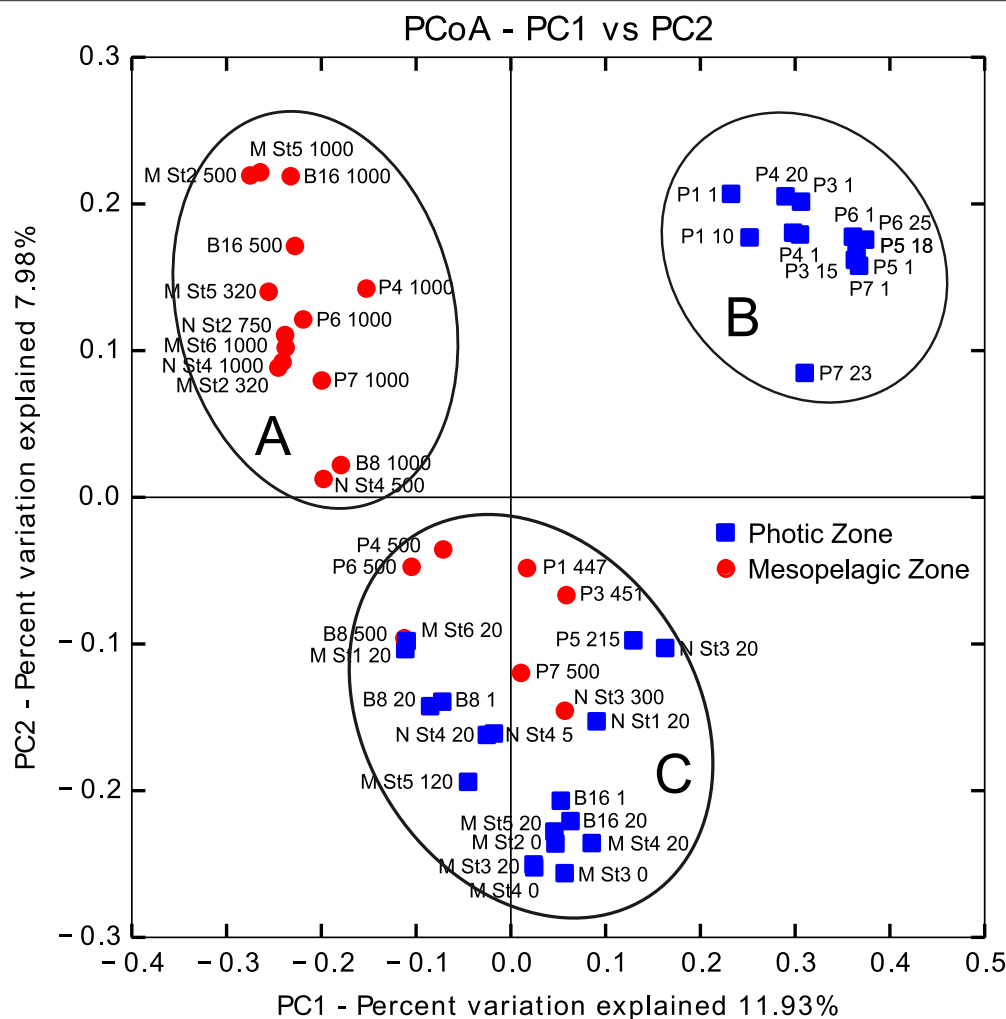 PCoA - PC1 vs PC2
0.3
0.2
0.1
0.0
−0.1
−0.2
−0.3
PC2 - Percent variation explained 7.98%
M St5 1000
M St2 500
B16 1000
B16 500
M St5 320
P4 1000
N St2 750
P6 1000
M St6 1000
N St4 1000
P7 1000
M St2 320
A
B8 1000
N St4 500
P4 20
P3 1
P1 1
P6 1
P6 25
P1 10
P5 18
P4 1
P3 15
P5 1
P7 1
B
P7 23
Photic Zone
Mesopelagic Zone
P4 500
P6 500
P1 447
P3 451
B8 500
M St6 20
M St1 20
P5 215
N St3 20
P7 500
B8 20
B8 1
N St3 300
N St1 20
N St4 20
N St4 5
M St5 120
C
B16 1
M St5 20
B16 20
M St2 0
M St4 20
M St3 20
M St3 0
M St4 0
−0.4
−0.3
−0.2
−0.1
0.0
0.1
0.2
0.3
0.4
0.5
PC1 - Percent variation explained 11.93%